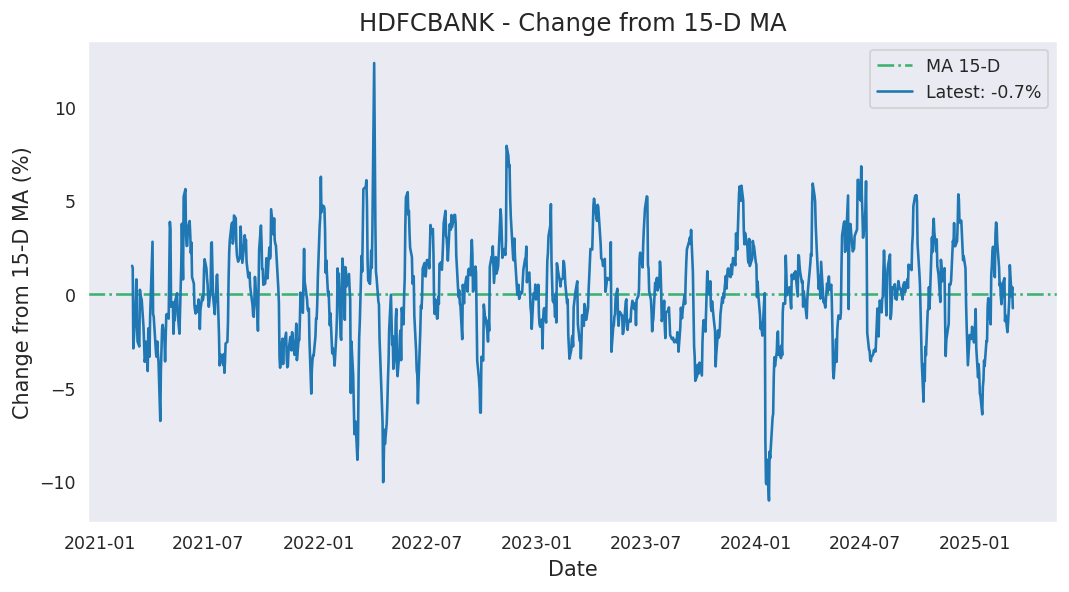 HDFCBANK - Change from 15-D MA
MA 15-D
Latest: -0.7%
Change from 15-D MA (%)
10
5
0
−5
−10
2021-01 2021-07 2022-01 2022-07 2023-01 2023-07 2024-01 2024-07 2025-01
Date